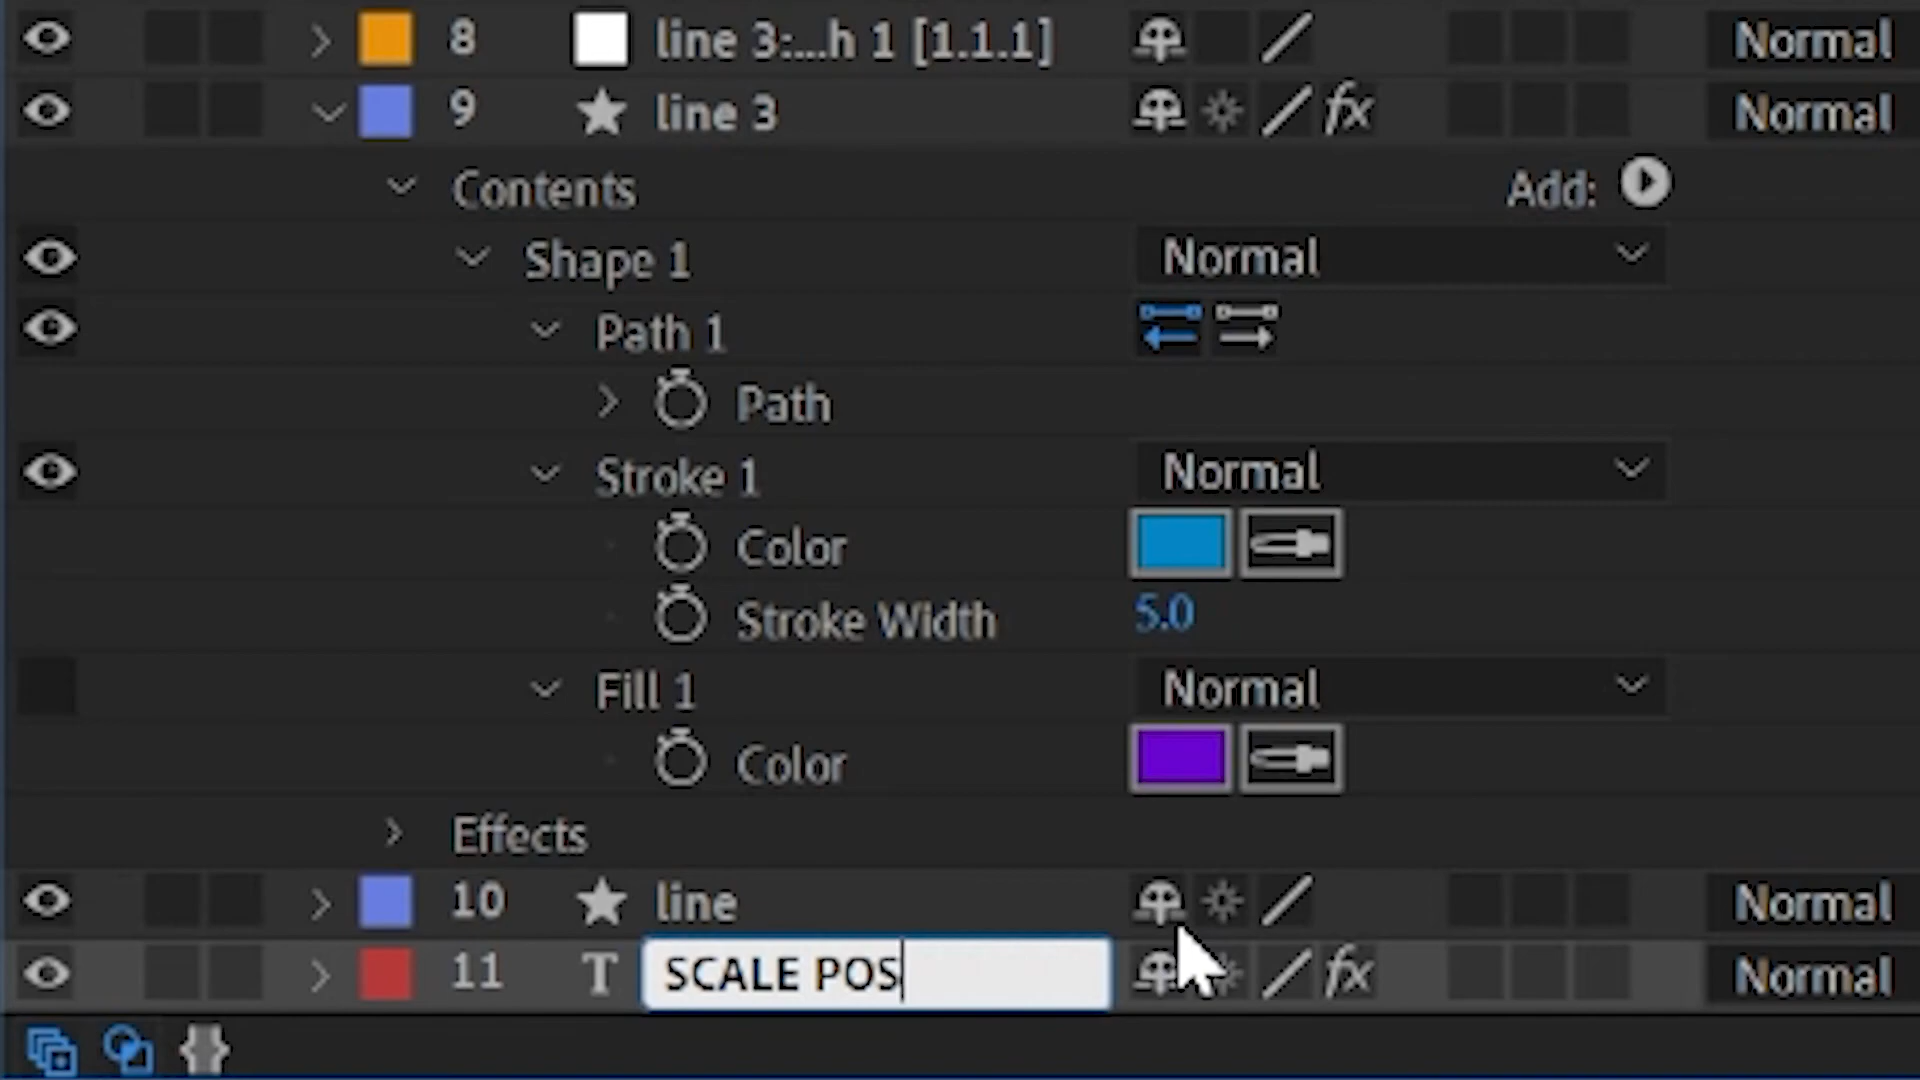 8 line 3:...h 1 [1.1.1] Normal
9 line 3 fx Normal
Contents Add:
Shape 1 Normal
Path 1
Path
Stroke 1 Normal
Color
Stroke Width 5.0
Fill 1 Normal
Color
Effects
10 line Normal
11 T SCALE POS fx Normal